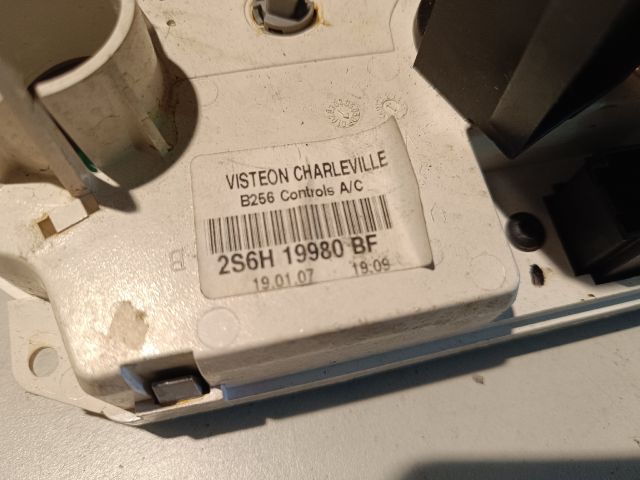 VISTEON CHARLEVILLE
B256 Controls A/C
2S6H 19980 BF
19.01.07 19:09